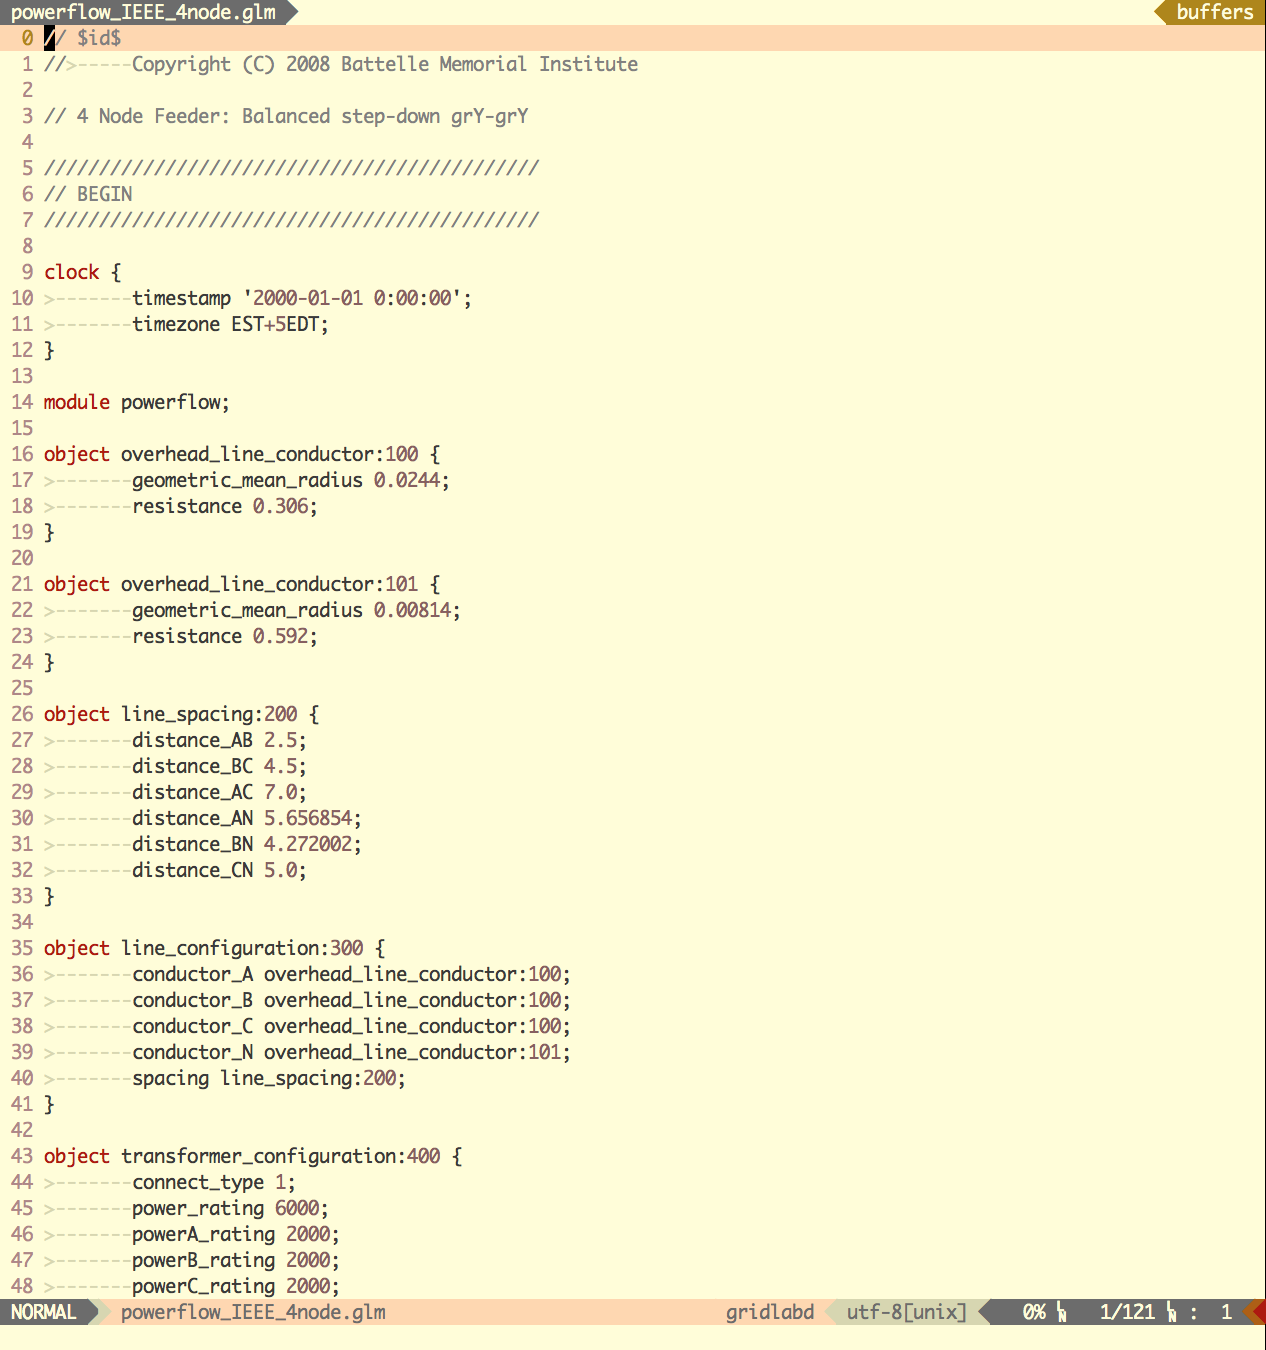 powerflow_IEEE_4node.glm buffers
0 // $id$
1 //>-----Copyright (C) 2008 Battelle Memorial Institute
2
3 // 4 Node Feeder: Balanced step-down grY-grY
4
5 /////////////////////////////////////////////
6 // BEGIN
7 /////////////////////////////////////////////
8
9 clock {
10 >-------timestamp '2000-01-01 0:00:00';
11 >-------timezone EST+5EDT;
12 }
13
14 module powerflow;
15
16 object overhead_line_conductor:100 {
17 >-------geometric_mean_radius 0.0244;
18 >-------resistance 0.306;
19 }
20
21 object overhead_line_conductor:101 {
22 >-------geometric_mean_radius 0.00814;
23 >-------resistance 0.592;
24 }
25
26 object line_spacing:200 {
27 >-------distance_AB 2.5;
28 >-------distance_BC 4.5;
29 >-------distance_AC 7.0;
30 >-------distance_AN 5.656854;
31 >-------distance_BN 4.272002;
32 >-------distance_CN 5.0;
33 }
34
35 object line_configuration:300 {
36 >-------conductor_A overhead_line_conductor:100;
37 >-------conductor_B overhead_line_conductor:100;
38 >-------conductor_C overhead_line_conductor:100;
39 >-------conductor_N overhead_line_conductor:101;
40 >-------spacing line_spacing:200;
41 }
42
43 object transformer_configuration:400 {
44 >-------connect_type 1;
45 >-------power_rating 6000;
46 >-------powerA_rating 2000;
47 >-------powerB_rating 2000;
48 >-------powerC_rating 2000;
NORMAL powerflow_IEEE_4node.glm gridlabd utf-8[unix] 0% ␤ 1/121 ␤ : 1